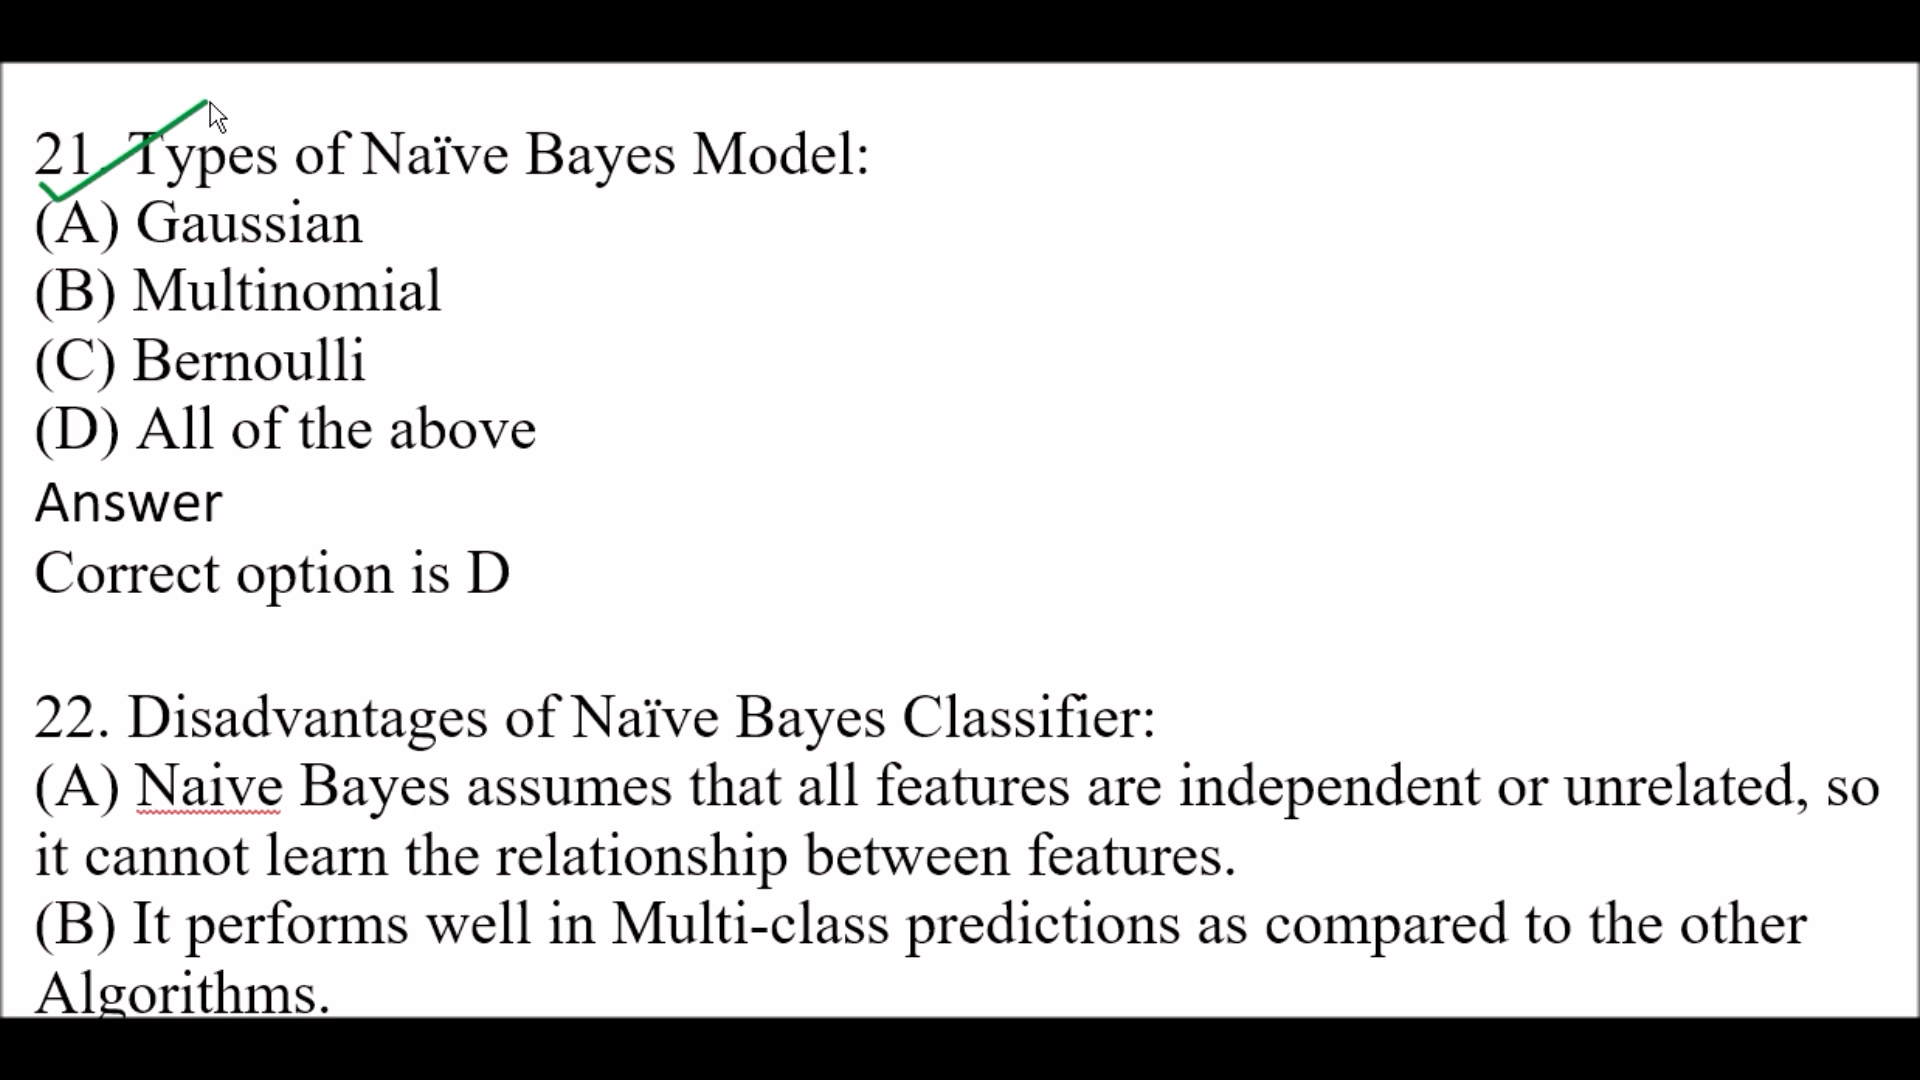 21. Types of Naïve Bayes Model:
(A) Gaussian
(B) Multinomial
(C) Bernoulli
(D) All of the above
Answer
Correct option is D
22. Disadvantages of Naïve Bayes Classifier:
(A) Naive Bayes assumes that all features are independent or unrelated, so
it cannot learn the relationship between features.
(B) It performs well in Multi-class predictions as compared to the other
Algorithms.